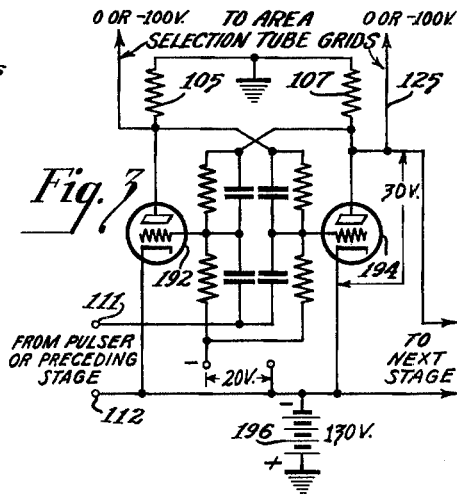 0 OR -100V. TO AREA 0 OR -100V.
SELECTION TUBE GRIDS
105
107
125
Fig. 7
30V.
192
194
111
FROM PULSER
OR PRECEDING
STAGE
- 20V.
TO
NEXT
STAGE
112
-
196 130V.
+